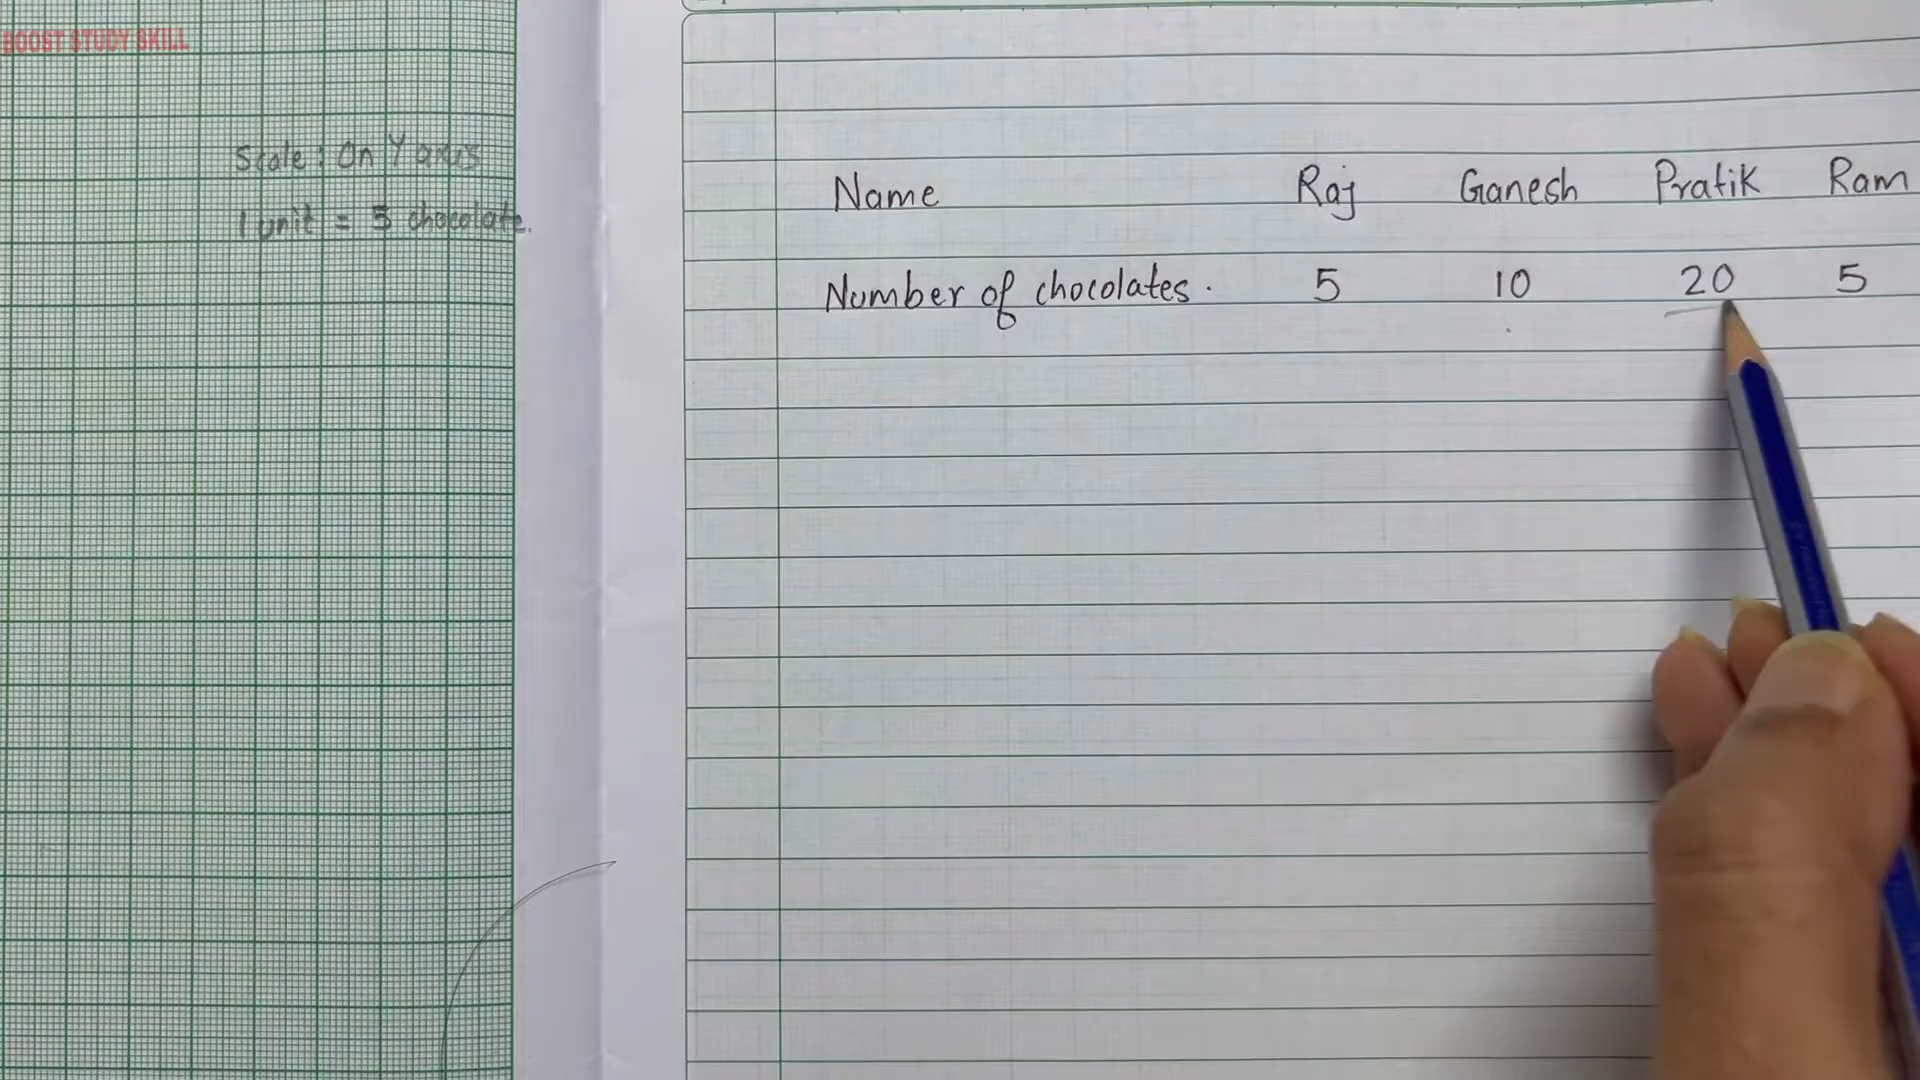 BOOST STUDY SKILL
Scale: On Y axis
1 unit = 5 chocolate.
Name Raj Ganesh Pratik Ram
Number of chocolates. 5 10 20 5